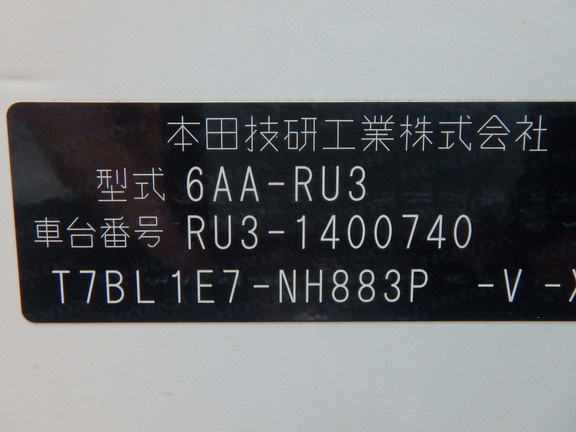 本田技研工業株式会社
型式 6AA-RU3
車台番号 RU3-1400740
T7BL1E7-NH883P -V -X